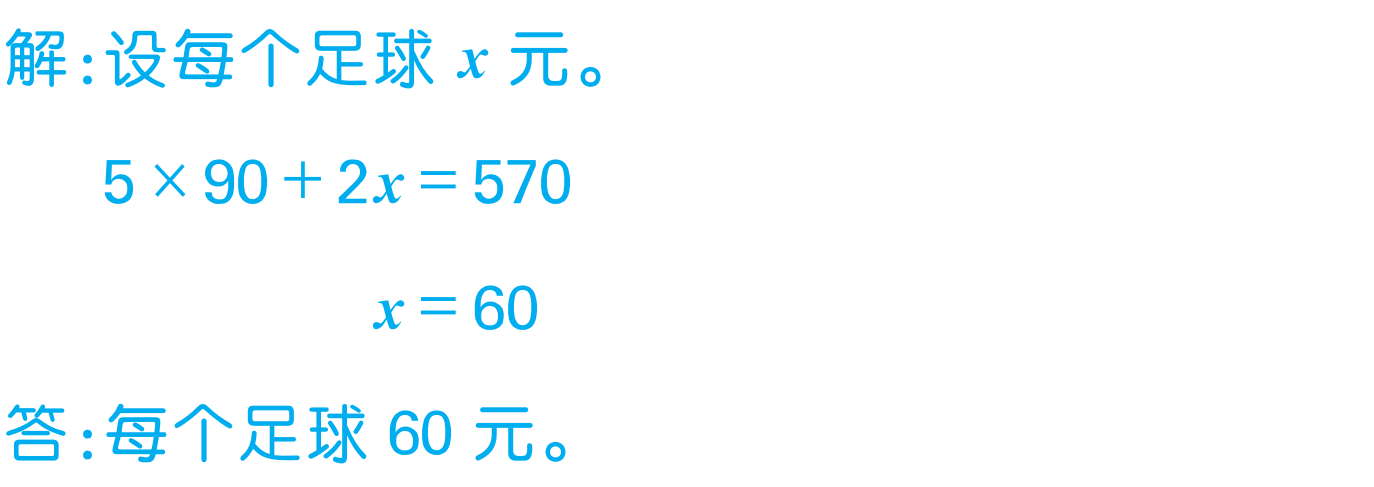 解:设每个足球 x 元。
5×90+2x=570
x=60
答:每个足球 60 元。